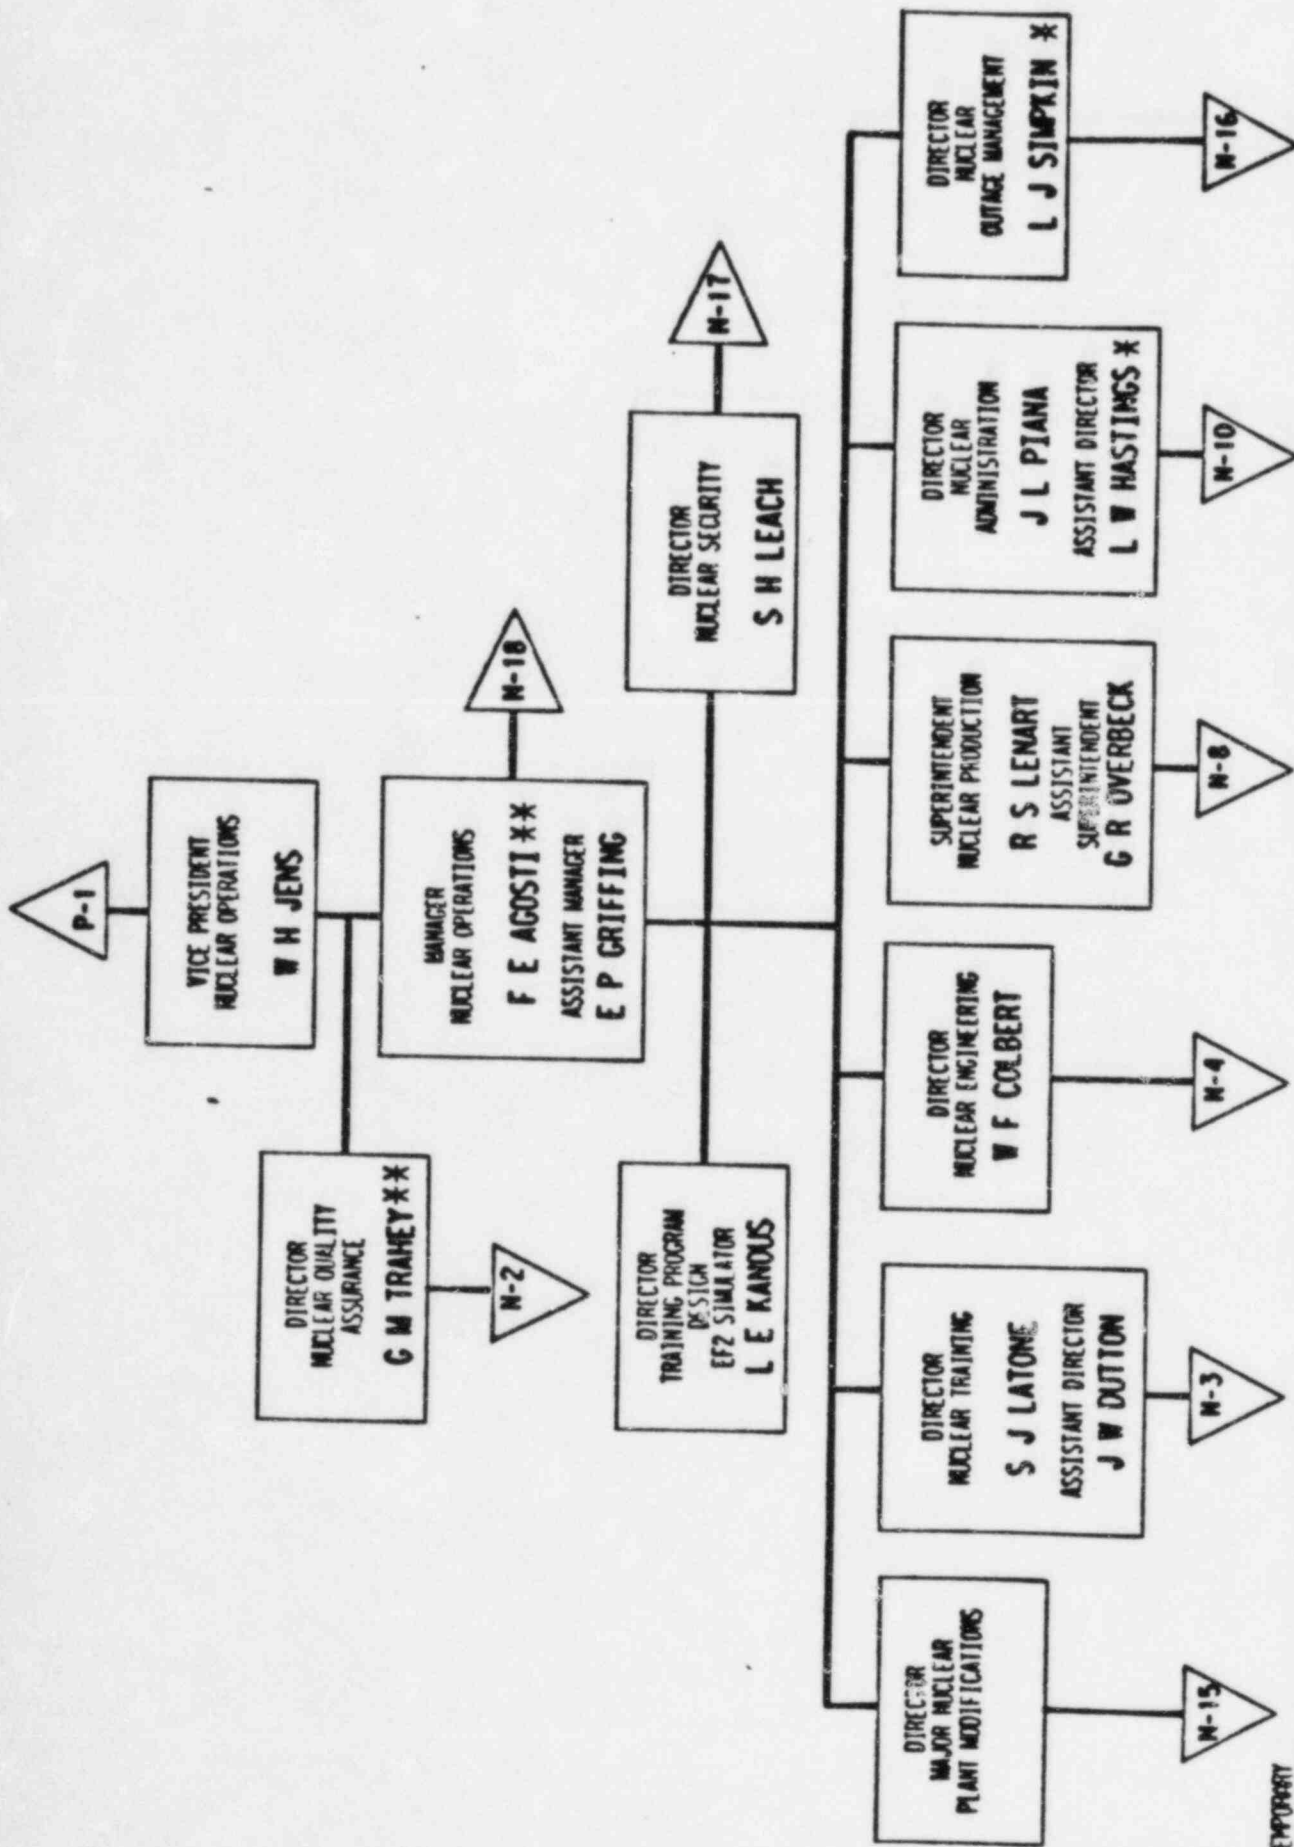 P-1
VICE PRESIDENT
NUCLEAR OPERATIONS
W H JENS
DIRECTOR
NUCLEAR QUALITY
ASSURANCE
G M TRAHEY**
N-2
MANAGER
NUCLEAR OPERATIONS
F E AGOSTI**
ASSISTANT MANAGER
E P GRIFFING
N-18
DIRECTOR
TRAINING PROGRAM
DESIGN
EF2 SIMULATOR
L E KANOUS
DIRECTOR
NUCLEAR SECURITY
S H LEACH
N-17
DIRECTOR
MAJOR NUCLEAR
PLANT MODIFICATIONS
N-15
DIRECTOR
NUCLEAR TRAINING
S J LATONE
ASSISTANT DIRECTOR
J W DUTTON
N-3
DIRECTOR
NUCLEAR ENGINEERING
W F COLBERT
N-4
SUPERINTENDENT
NUCLEAR PRODUCTION
R S LENART
ASSISTANT
SUPERINTENDENT
G R OVERBECK
N-8
DIRECTOR
NUCLEAR
ADMINISTRATION
J L PIANA
ASSISTANT DIRECTOR
L W HASTINGS*
N-10
DIRECTOR
NUCLEAR
OUTAGE MANAGEMENT
L J SIMPKIN *
N-16